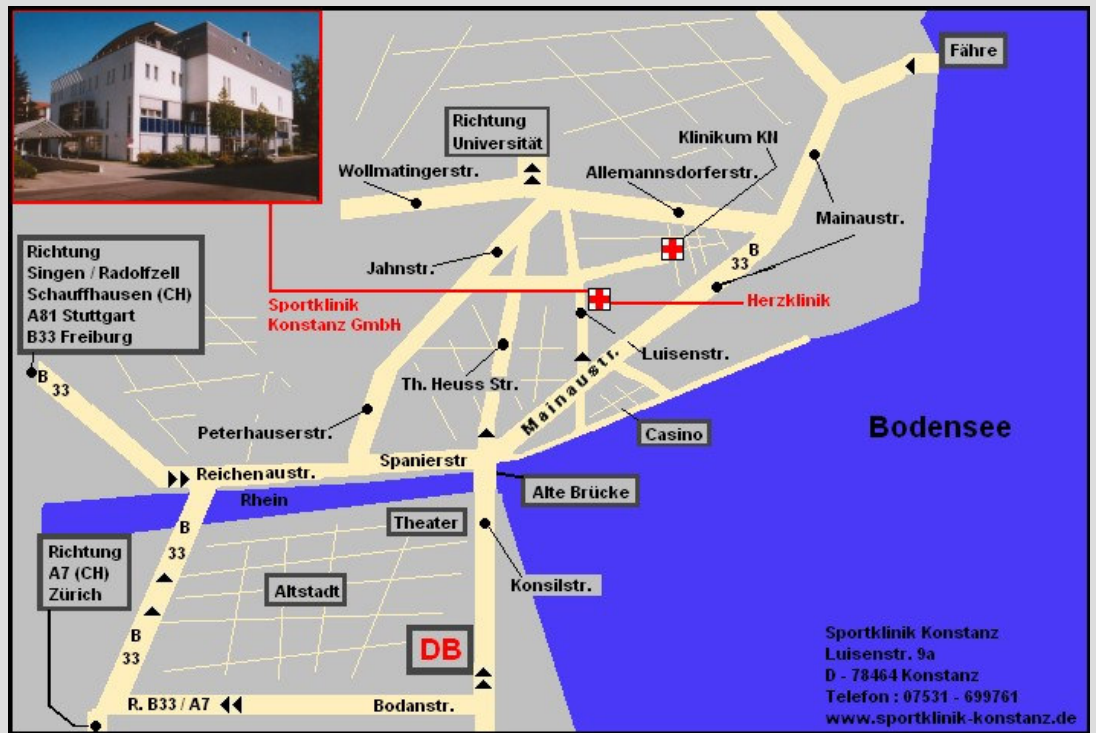 Fähre
Richtung
Universität
Klinikum KN
Wollmatingerstr.
Allemannsdorferstr.
Mainaustr.
Richtung
Singen / Radolfzell
Schauffhausen (CH)
A81 Stuttgart
B33 Freiburg
Jahnstr.
B
33
Sportklinik
Konstanz GmbH
Herzklinik
Luisenstr.
B
33
Th. Heuss Str.
Mainaustr.
Peterhauserstr.
Casino
Bodensee
Reichenaustr.
Spanierstr
Rhein
Alte Brücke
Theater
B
33
Richtung
A7 (CH)
Zürich
Altstadt
Konsilstr.
B
33
DB
R. B33 / A7
Bodanstr.
Sportklinik Konstanz
Luisenstr. 9a
D - 78464 Konstanz
Telefon : 07531 - 699761
www.sportklinik-konstanz.de